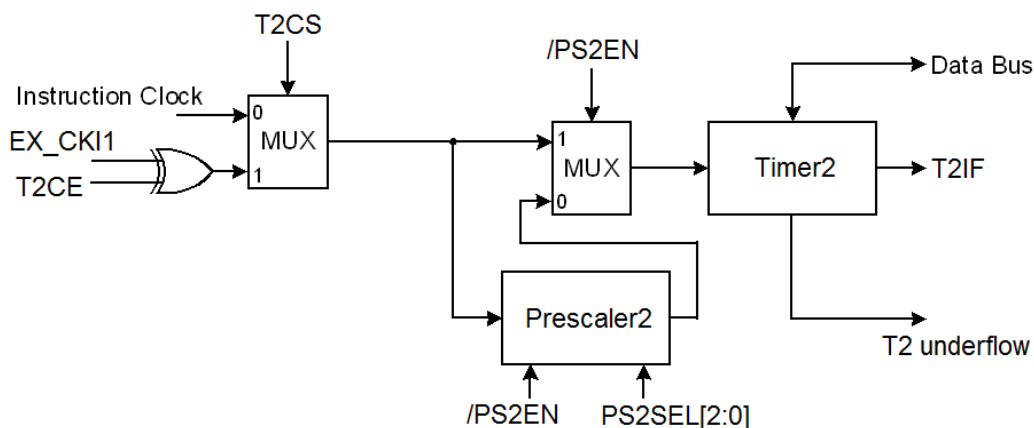 T2CS
/PS2EN
Data Bus
Instruction Clock
0
MUX
EX_CKI1
1
T2CE
1
MUX
0
Timer2
T2IF
Prescaler2
T2 underflow
/PS2EN
PS2SEL[2:0]